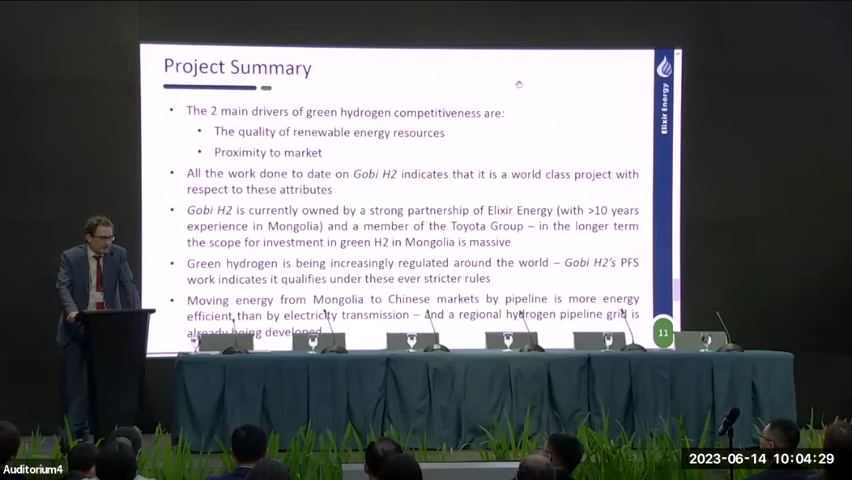 Project Summary
• The 2 main drivers of green hydrogen competitiveness are:
• The quality of renewable energy resources
• Proximity to market
• All the work done to date on Gobi H2 indicates that it is a world class project with
respect to these attributes
• Gobi H2 is currently owned by a strong partnership of Elixir Energy (with >10 years
experience in Mongolia) and a member of the Toyota Group – in the longer term
the scope for investment in green H2 in Mongolia is massive
• Green hydrogen is being increasingly regulated around the world – Gobi H2's PFS
work indicates it qualifies under these ever stricter rules
• Moving energy from Mongolia to Chinese markets by pipeline is more energy
efficient than by electricity transmission – and a regional hydrogen pipeline grid is
already being developed
Elixir Energy
11
Auditorium4
2023-06-14 10:04:29